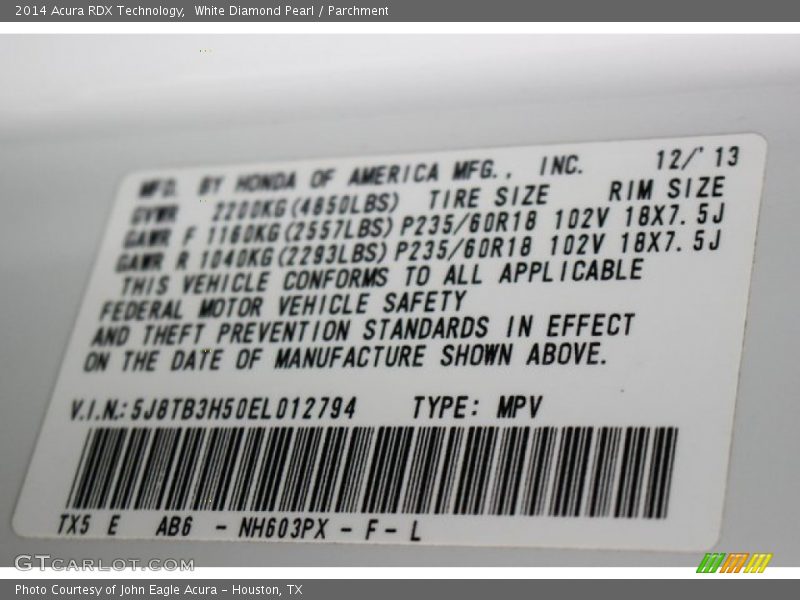 2014 Acura RDX Technology,  White Diamond Pearl / Parchment
MFD. BY HONDA OF AMERICA MFG., INC. 12/'13
GVWR 2200KG(4850LBS) TIRE SIZE RIM SIZE
GAWR F 1160KG(2557LBS) P235/60R18 102V 18X7.5J
GAWR R 1040KG(2293LBS) P235/60R18 102V 18X7.5J
THIS VEHICLE CONFORMS TO ALL APPLICABLE
FEDERAL MOTOR VEHICLE SAFETY
AND THEFT PREVENTION STANDARDS IN EFFECT
ON THE DATE OF MANUFACTURE SHOWN ABOVE.
V.I.N.: 5J8TB3H50EL012794 TYPE: MPV
TX5 E AB6 - NH603PX - F - L
GTCARLOT.COM
Photo Courtesy of John Eagle Acura - Houston, TX